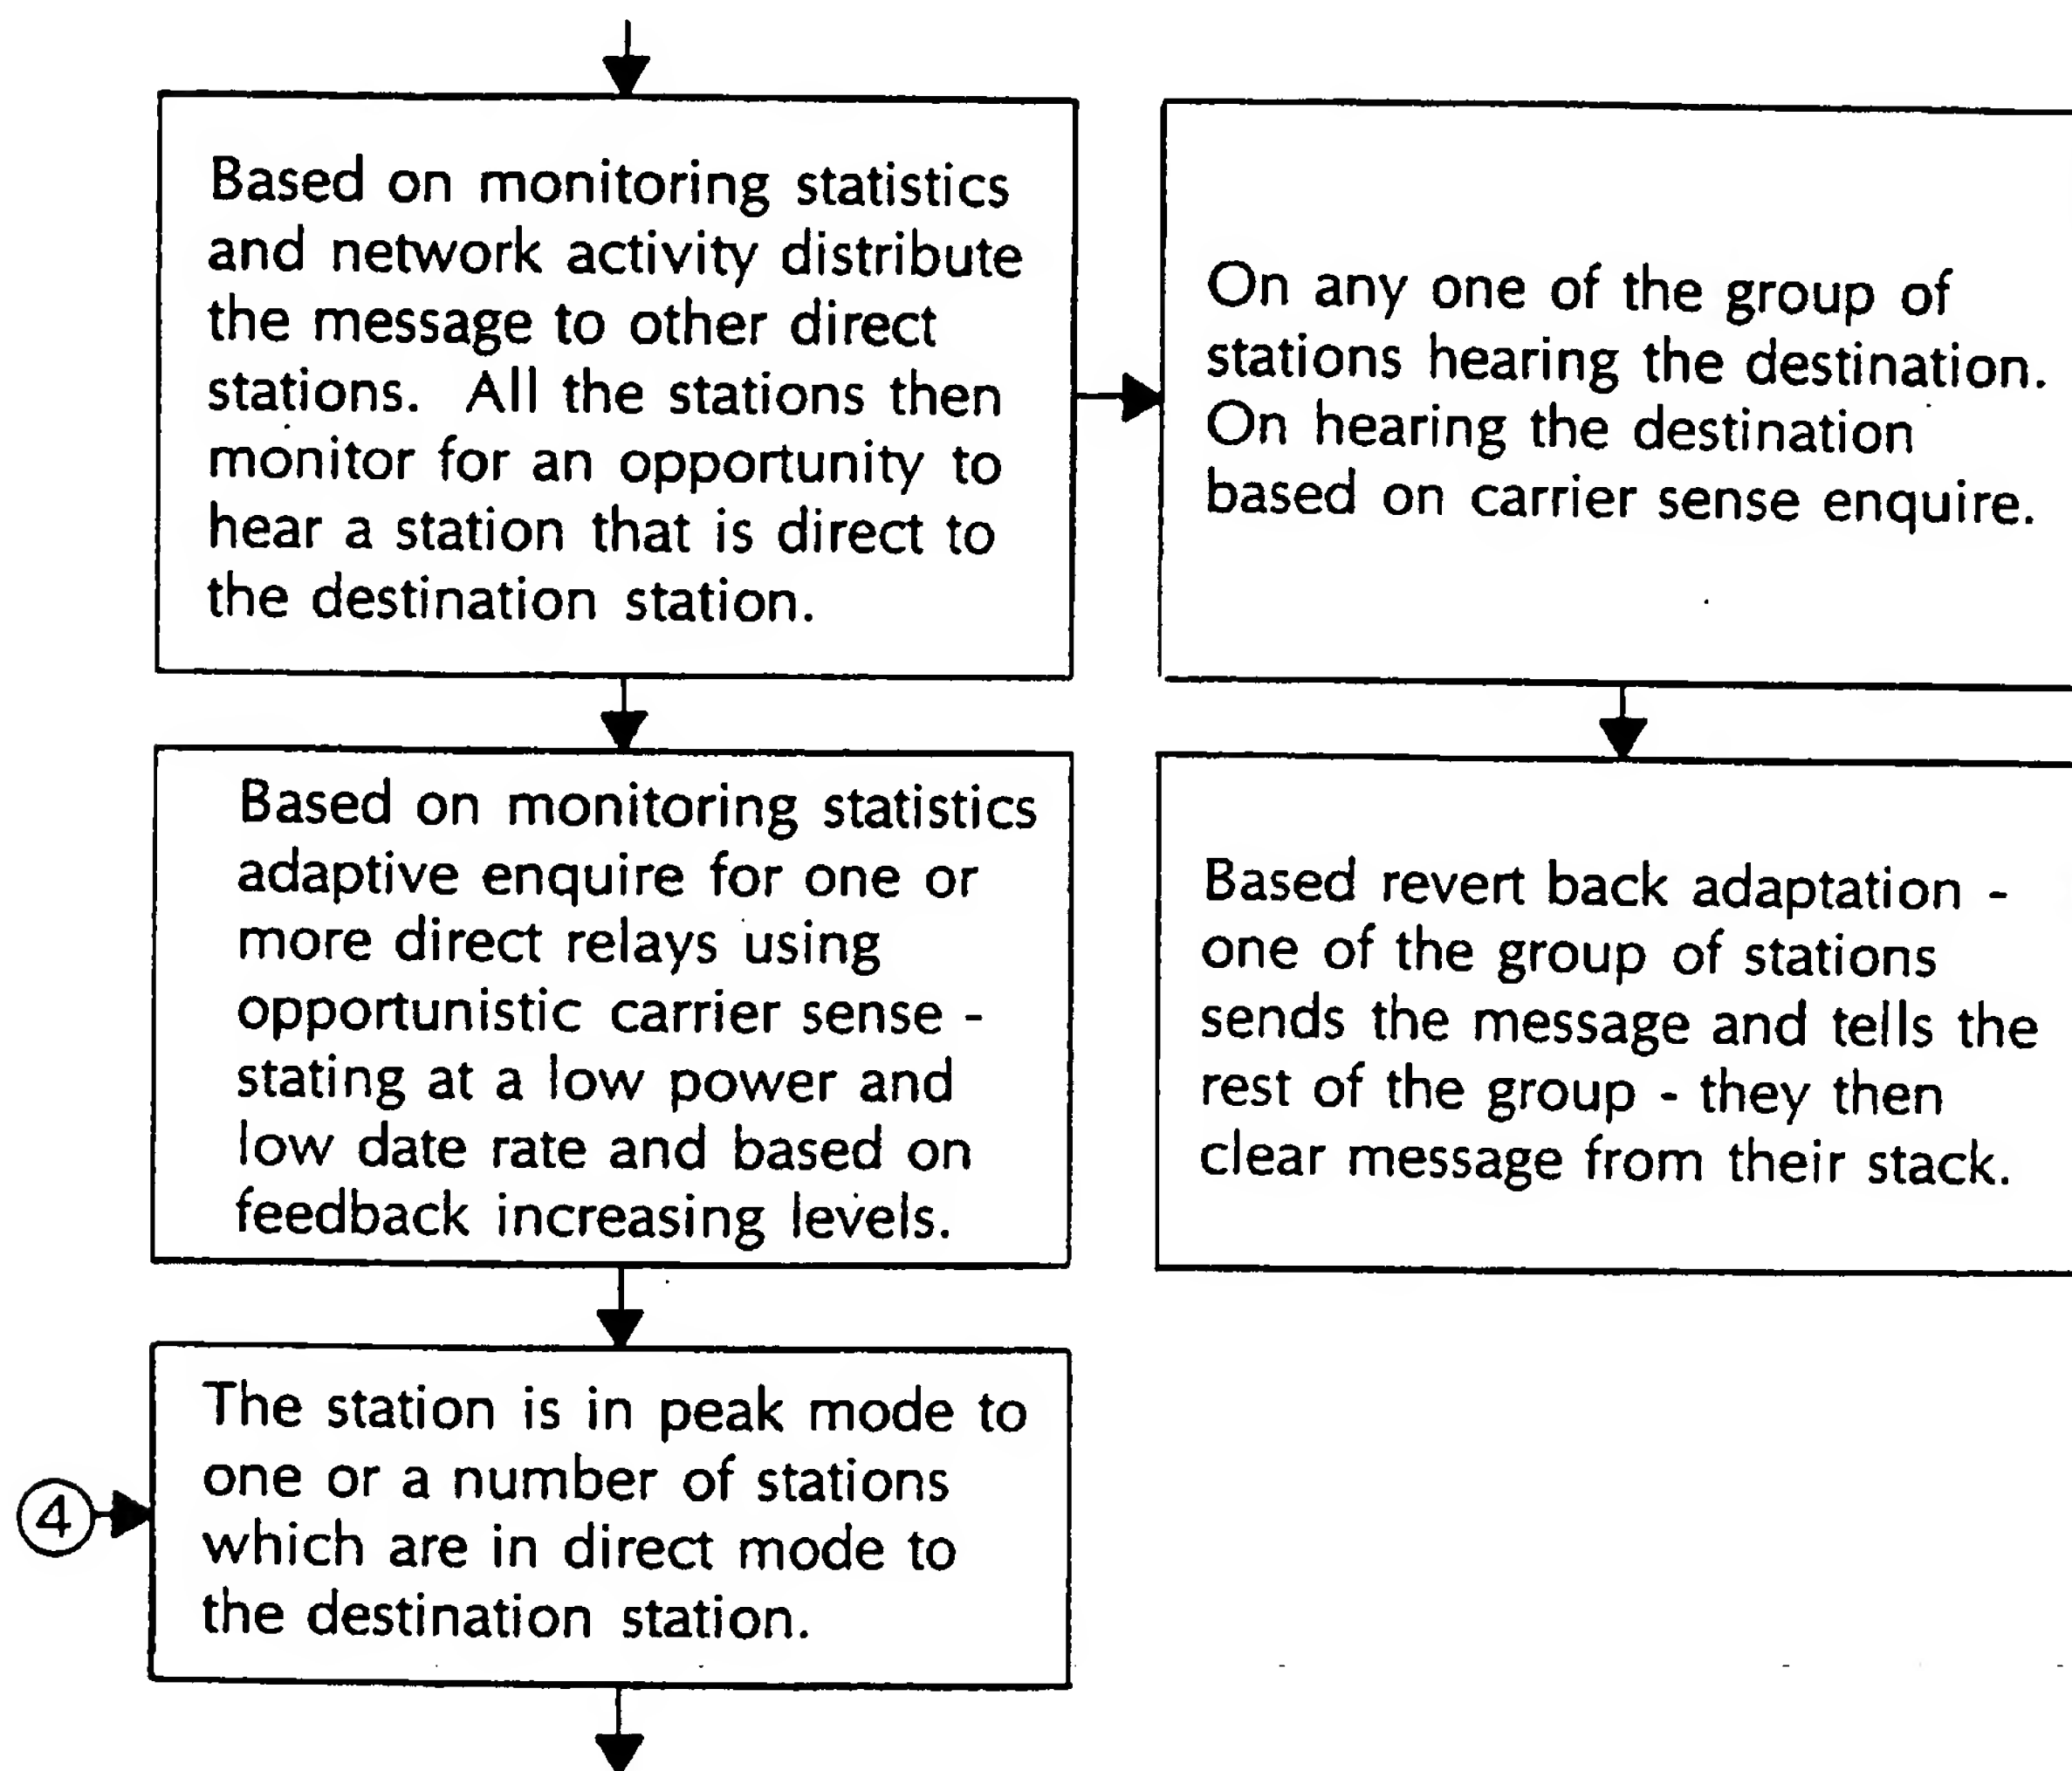 Based on monitoring statistics
and network activity distribute
the message to other direct
stations. All the stations then
monitor for an opportunity to
hear a station that is direct to
the destination station.
On any one of the group of
stations hearing the destination.
On hearing the destination
based on carrier sense enquire.
Based on monitoring statistics
adaptive enquire for one or
more direct relays using
opportunistic carrier sense -
stating at a low power and
low date rate and based on
feedback increasing levels.
Based revert back adaptation -
one of the group of stations
sends the message and tells the
rest of the group - they then
clear message from their stack.
4
The station is in peak mode to
one or a number of stations
which are in direct mode to
the destination station.